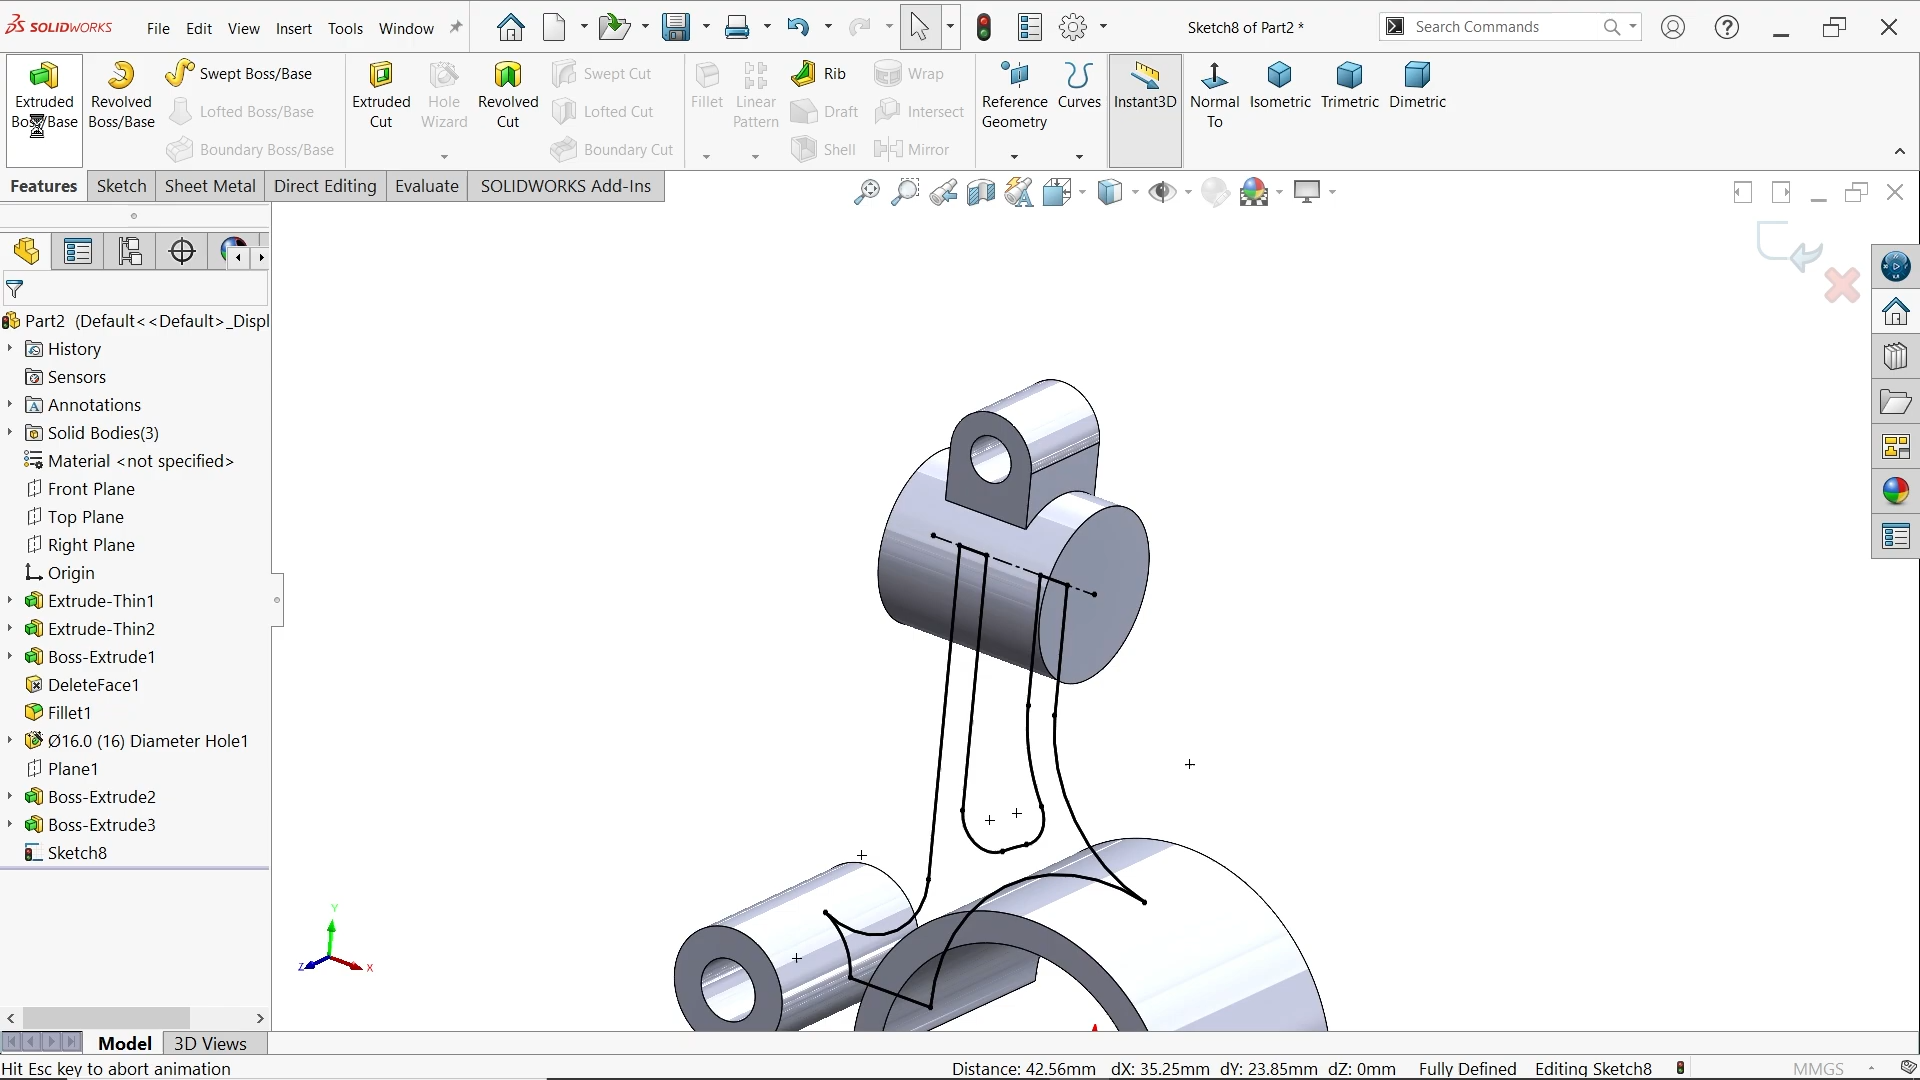 SOLIDWORKS
File
Edit
View
Insert
Tools
Window
Sketch8 of Part2 *
Search Commands
Extruded
Boss/Base
Revolved
Boss/Base
Swept Boss/Base
Lofted Boss/Base
Boundary Boss/Base
Extruded
Cut
Hole
Wizard
Revolved
Cut
Swept Cut
Lofted Cut
Boundary Cut
Fillet
Linear
Pattern
Rib
Draft
Shell
Wrap
Intersect
Mirror
Reference
Geometry
Curves
Instant3D
Normal
To
Isometric
Trimetric
Dimetric
Features
Sketch
Sheet Metal
Direct Editing
Evaluate
SOLIDWORKS Add-Ins
Part2 (Default<<Default>_Displ
History
Sensors
Annotations
Solid Bodies(3)
Material <not specified>
Front Plane
Top Plane
Right Plane
Origin
Extrude-Thin1
Extrude-Thin2
Boss-Extrude1
DeleteFace1
Fillet1
Ø16.0 (16) Diameter Hole1
Plane1
Boss-Extrude2
Boss-Extrude3
Sketch8
Y
Z
X
Model
3D Views
Hit Esc key to abort animation
Distance: 42.56mm
dX: 35.25mm
dY: 23.85mm
dZ: 0mm
Fully Defined
Editing Sketch8
MMGS